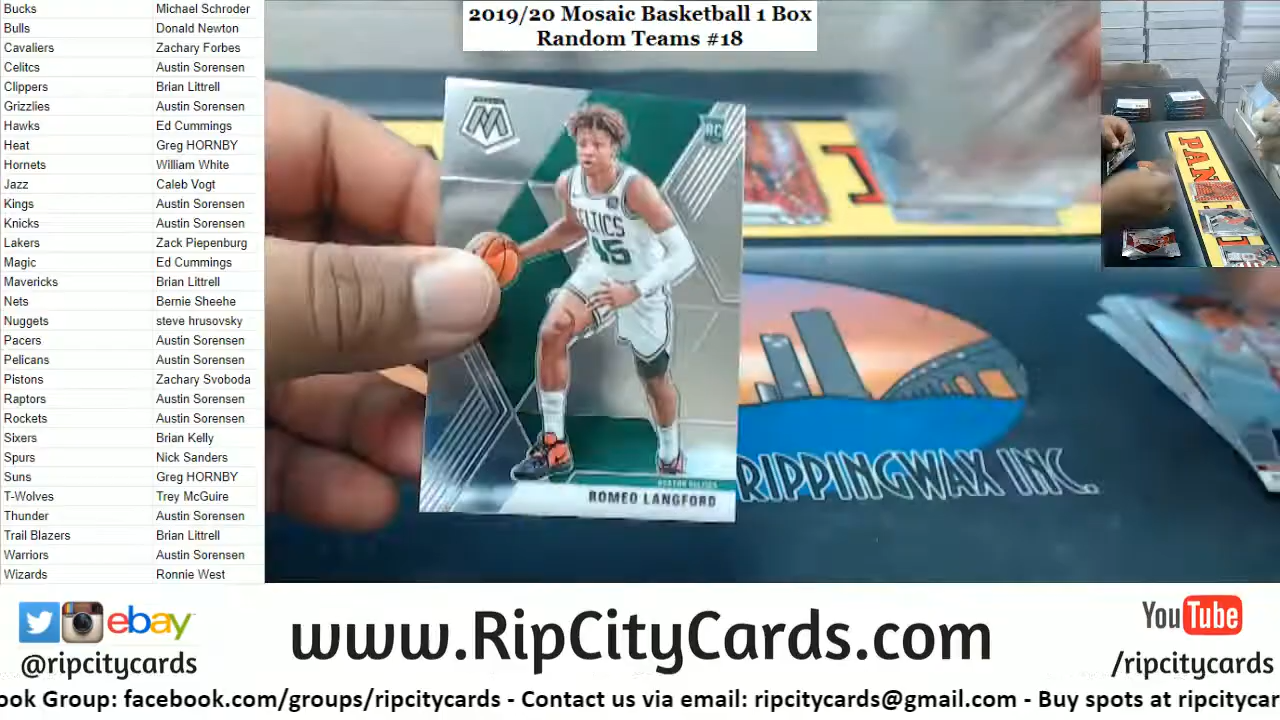 2019/20 Mosaic Basketball 1 Box
Random Teams #18
Bucks Michael Schroder
Bulls Donald Newton
Cavaliers Zachary Forbes
Celitcs Austin Sorensen
Clippers Brian Littrell
Grizzlies Austin Sorensen
Hawks Ed Cummings
Heat Greg HORNBY
Hornets William White
Jazz Caleb Vogt
Kings Austin Sorensen
Knicks Austin Sorensen
Lakers Zack Piepenburg
Magic Ed Cummings
Mavericks Brian Littrell
Nets Bernie Sheehe
Nuggets steve hrusovsky
Pacers Austin Sorensen
Pelicans Austin Sorensen
Pistons Zachary Svoboda
Raptors Austin Sorensen
Rockets Austin Sorensen
Sixers Brian Kelly
Spurs Nick Sanders
Suns Greg HORNBY
T-Wolves Trey McGuire
Thunder Austin Sorensen
Trail Blazers Brian Littrell
Warriors Austin Sorensen
Wizards Ronnie West
RC
CELTICS
45
BOSTON CELTICS
ROMEO LANGFORD
RIPPINGWAX INC.
PANI
ebay
@ripcitycards
www.RipCityCards.com
YouTube
/ripcitycards
ook Group: facebook.com/groups/ripcitycards - Contact us via email: ripcitycards@gmail.com - Buy spots at ripcitycar